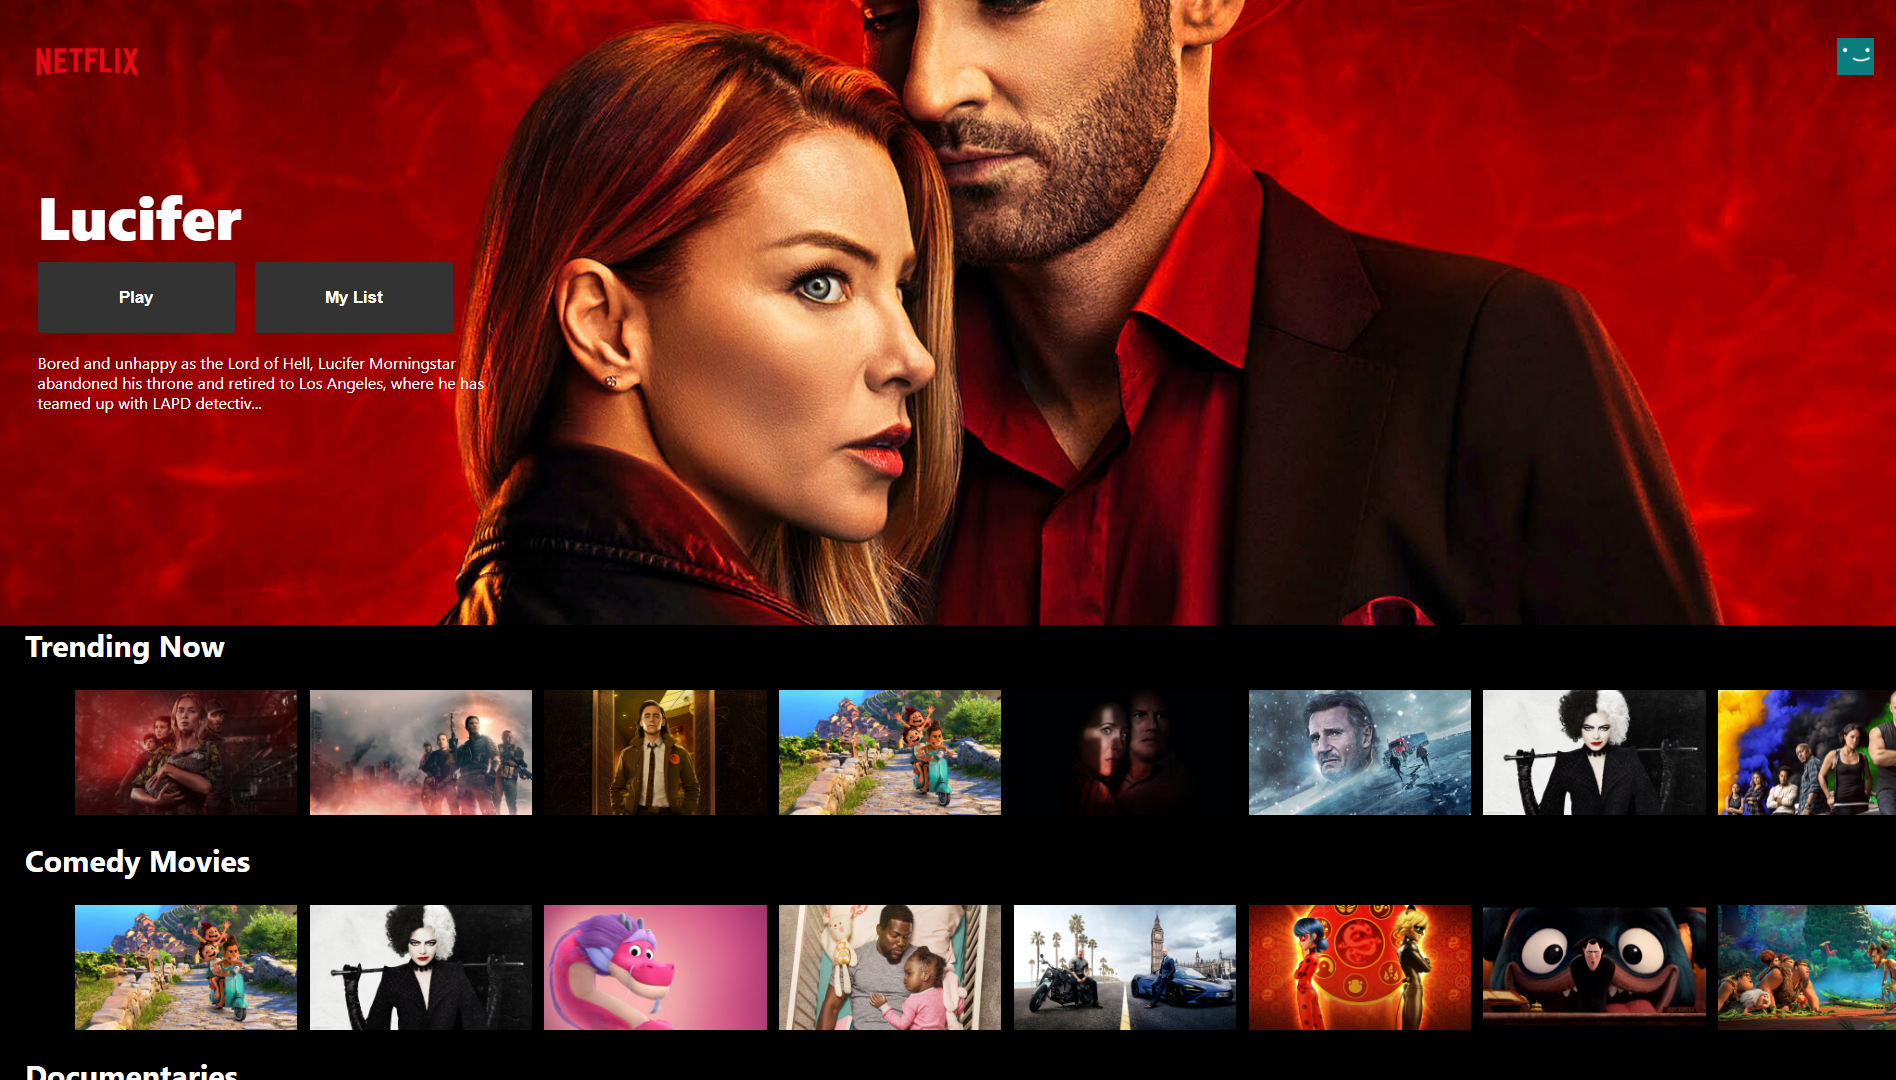 NETFLIX
Lucifer
Play
My List
Bored and unhappy as the Lord of Hell, Lucifer Morningstar
abandoned his throne and retired to Los Angeles, where he has
teamed up with LAPD detectiv...
Trending Now
Comedy Movies
Documentaries